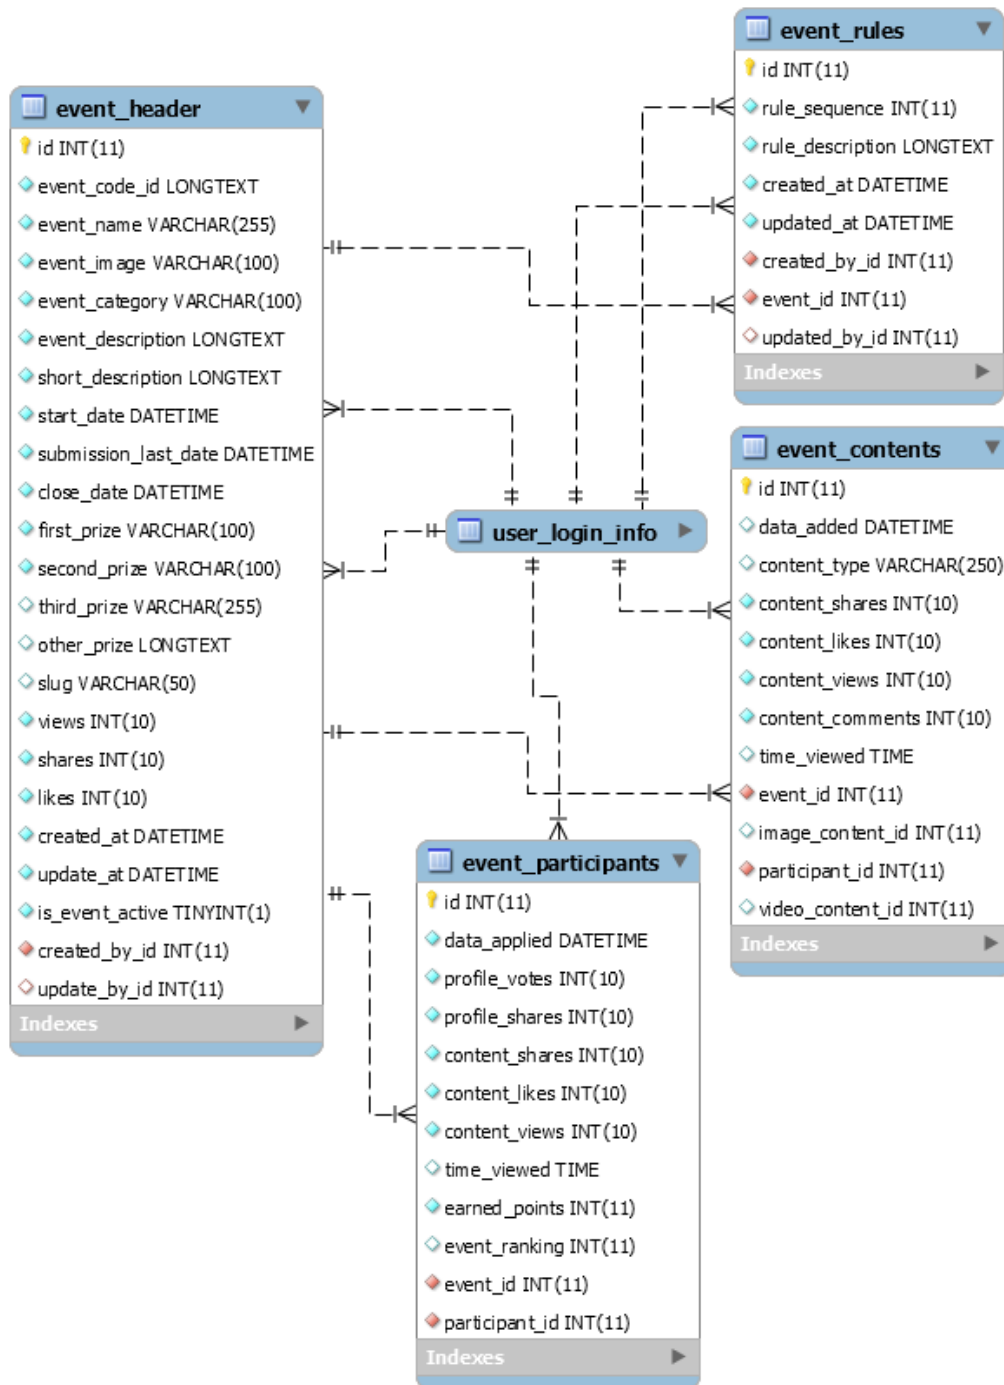 event_header
id INT(11)
event_code_id LONGTEXT
event_name VARCHAR(255)
event_image VARCHAR(100)
event_category VARCHAR(100)
event_description LONGTEXT
short_description LONGTEXT
start_date DATETIME
submission_last_date DATETIME
close_date DATETIME
first_prize VARCHAR(100)
second_prize VARCHAR(100)
third_prize VARCHAR(255)
other_prize LONGTEXT
slug VARCHAR(50)
views INT(10)
shares INT(10)
likes INT(10)
created_at DATETIME
update_at DATETIME
is_event_active TINYINT(1)
created_by_id INT(11)
update_by_id INT(11)
Indexes
user_login_info
event_participants
id INT(11)
data_applied DATETIME
profile_votes INT(10)
profile_shares INT(10)
content_shares INT(10)
content_likes INT(10)
content_views INT(10)
time_viewed TIME
earned_points INT(11)
event_ranking INT(11)
event_id INT(11)
participant_id INT(11)
Indexes
event_rules
id INT(11)
rule_sequence INT(11)
rule_description LONGTEXT
created_at DATETIME
updated_at DATETIME
created_by_id INT(11)
event_id INT(11)
updated_by_id INT(11)
Indexes
event_contents
id INT(11)
data_added DATETIME
content_type VARCHAR(250)
content_shares INT(10)
content_likes INT(10)
content_views INT(10)
content_comments INT(10)
time_viewed TIME
event_id INT(11)
image_content_id INT(11)
participant_id INT(11)
video_content_id INT(11)
Indexes